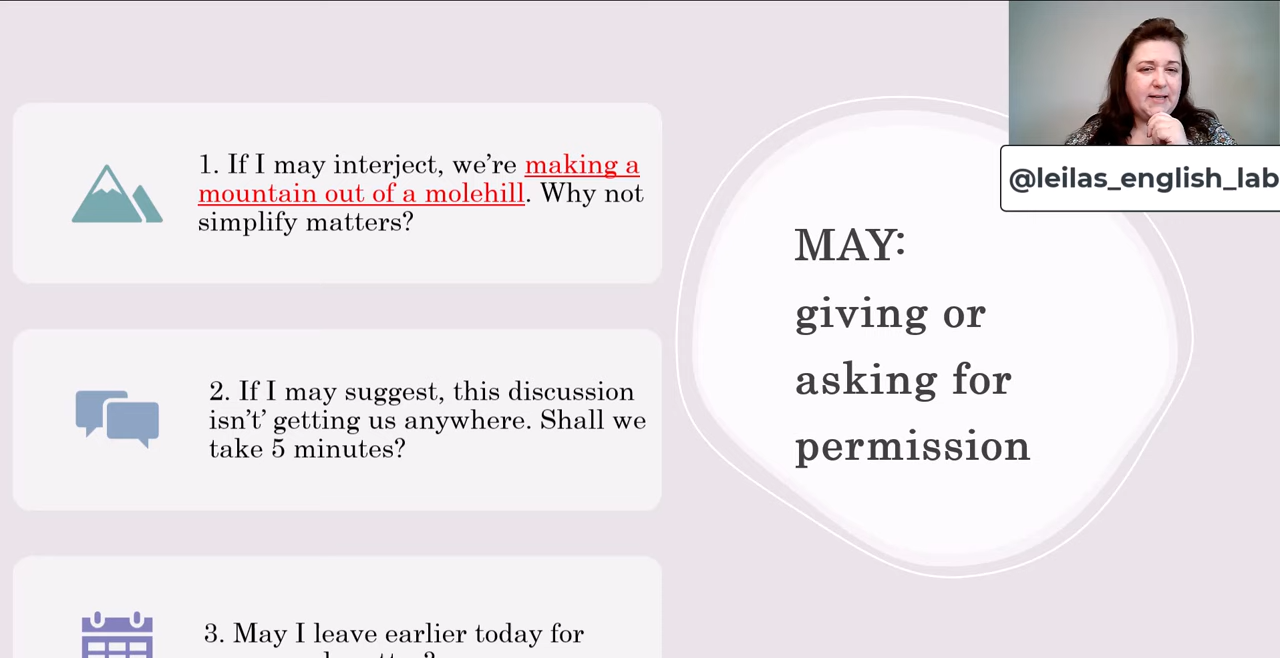 1. If I may interject, we're making a
mountain out of a molehill. Why not
simplify matters?
2. If I may suggest, this discussion
isn't' getting us anywhere. Shall we
take 5 minutes?
3. May I leave earlier today for
MAY:
giving or
asking for
permission
@leilas_english_lab